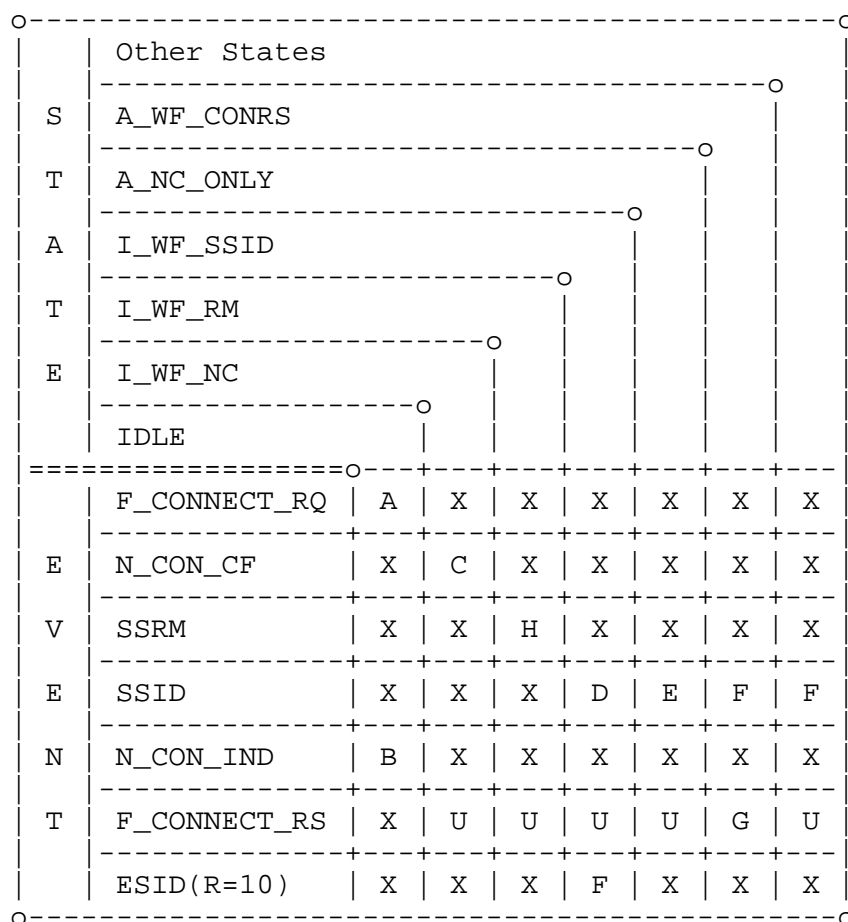 o-----------------------------------------------o
|   | Other States                              |
|   |--------------------------------------o    |
| S | A_WF_CONRS                           |    |
|   |----------------------------------o   |    |
| T | A_NC_ONLY                        |   |    |
|   |------------------------------o   |   |    |
| A | I_WF_SSID                    |   |   |    |
|   |--------------------------o   |   |   |    |
| T | I_WF_RM                  |   |   |   |    |
|   |----------------------o   |   |   |   |    |
| E | I_WF_NC              |   |   |   |   |    |
|   |------------------o   |   |   |   |   |    |
|   | IDLE             |   |   |   |   |   |    |
|==================o---+---+---+---+---+---+---|
|   | F_CONNECT_RQ | A | X | X | X | X | X | X |
|   |--------------+---+---+---+---+---+---+---|
| E | N_CON_CF     | X | C | X | X | X | X | X |
|   |--------------+---+---+---+---+---+---+---|
| V | SSRM         | X | X | H | X | X | X | X |
|   |--------------+---+---+---+---+---+---+---|
| E | SSID         | X | X | X | D | E | F | F |
|   |--------------+---+---+---+---+---+---+---|
| N | N_CON_IND    | B | X | X | X | X | X | X |
|   |--------------+---+---+---+---+---+---+---|
| T | F_CONNECT_RS | X | U | U | U | U | G | U |
|   |--------------+---+---+---+---+---+---+---|
|   | ESID(R=10)   | X | X | X | F | X | X | X |
o-----------------------------------------------o